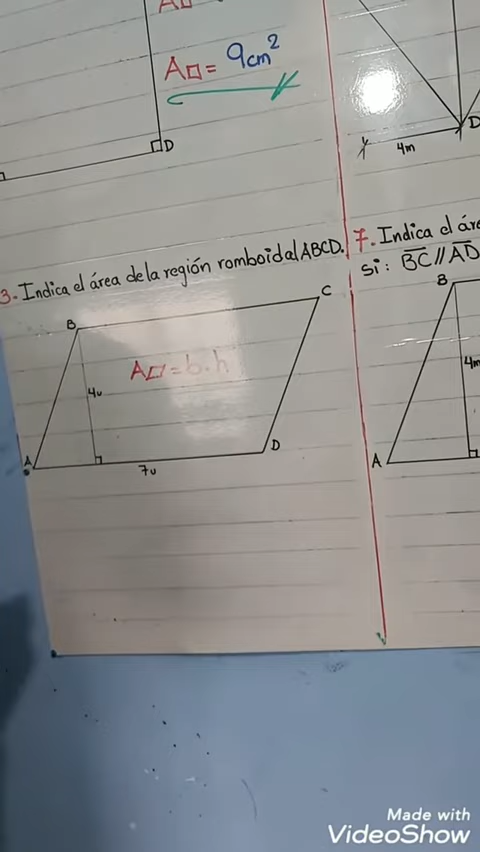 A▱
A▱ = 9cm²
D
D
4m
3. Indica el área de la región romboidal ABCD.
B
C
A▱ = b.h
4u
A
D
7u
7. Indica el áre
si: BC // AD
B
4m
A
Made with
VideoShow